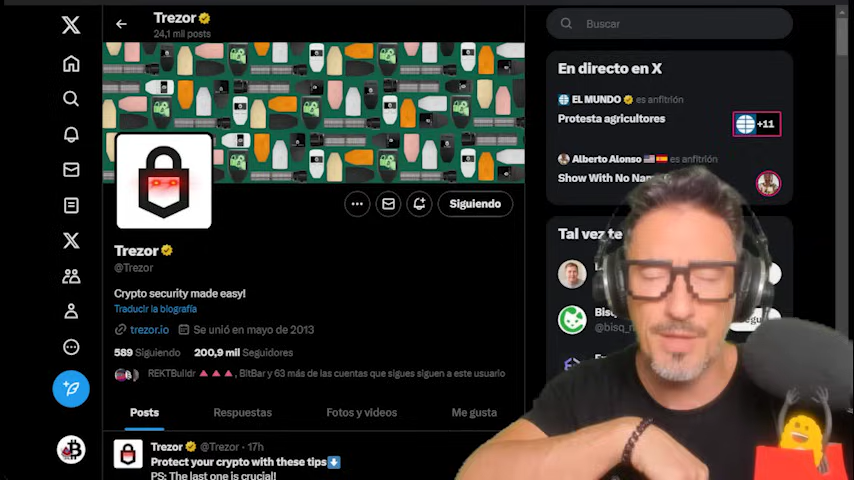 Trezor
24,1 mil posts
Siguiendo
Trezor
@Trezor
Crypto security made easy!
Traducir la biografía
trezor.io Se unió en mayo de 2013
589 Siguiendo 200,9 mil Seguidores
REKTBuildr, BitBar y 63 más de las cuentas que sigues siguen a este usuario
Posts Respuestas Fotos y videos Me gusta
Trezor @Trezor · 17h
Protect your crypto with these tips
PS: The last one is crucial!
Buscar
En directo en X
EL MUNDO es anfitrión
Protesta agricultores
+11
Alberto Alonso es anfitrión
Show With No
Tal vez te
@bisq